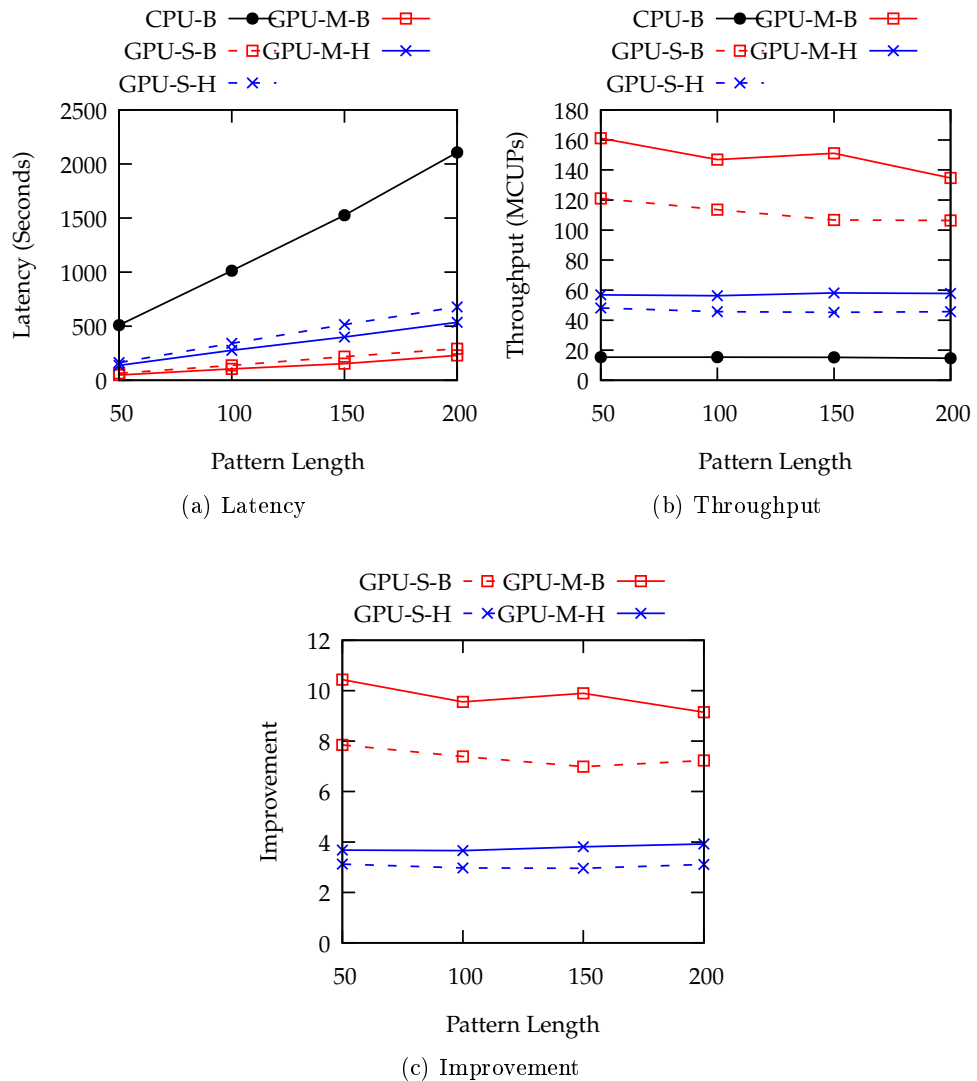 CPU-B GPU-M-B
GPU-S-B GPU-M-H
GPU-S-H
2500
2000
1500
1000
500
0
50 100 150 200
Latency (Seconds)
Pattern Length
(a) Latency
CPU-B GPU-M-B
GPU-S-B GPU-M-H
GPU-S-H
180
160
140
120
100
80
60
40
20
0
50 100 150 200
Throughput (MCUPs)
Pattern Length
(b) Throughput
GPU-S-B GPU-M-B
GPU-S-H GPU-M-H
12
10
8
6
4
2
0
50 100 150 200
Improvement
Pattern Length
(c) Improvement